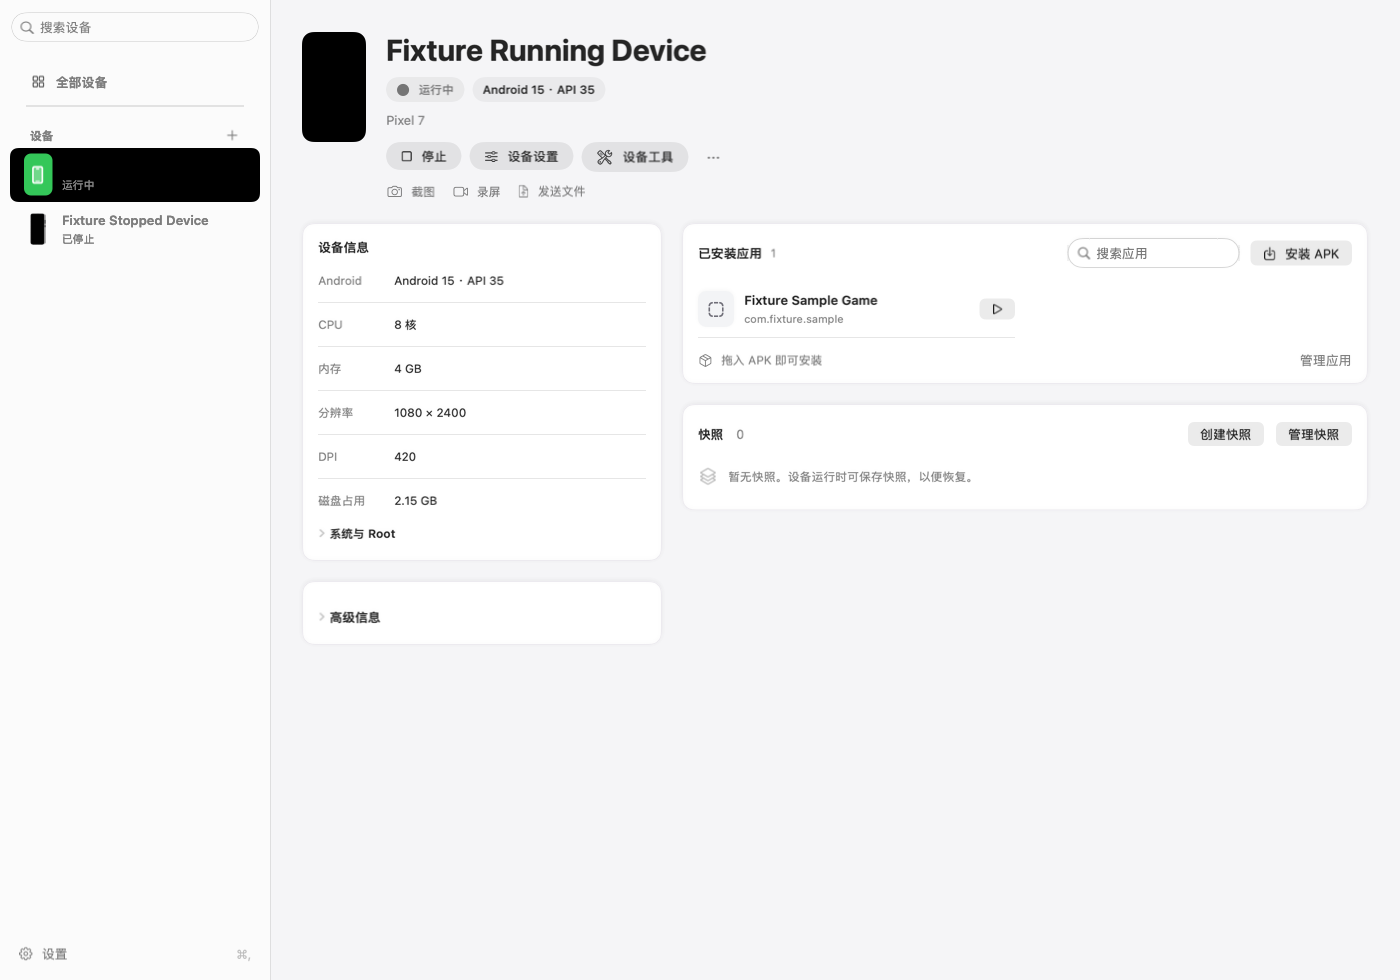 搜索设备
全部设备
设备
运行中
Fixture Stopped Device
已停止
设置
⌘,
Fixture Running Device
运行中
Android 15 · API 35
Pixel 7
停止
设备设置
设备工具
···
截图
录屏
发送文件
设备信息
Android
Android 15 · API 35
CPU
8 核
内存
4 GB
分辨率
1080 × 2400
DPI
420
磁盘占用
2.15 GB
系统与 Root
高级信息
已安装应用 1
搜索应用
安装 APK
Fixture Sample Game
com.fixture.sample
拖入 APK 即可安装
管理应用
快照 0
创建快照
管理快照
暂无快照。设备运行时可保存快照，以便恢复。